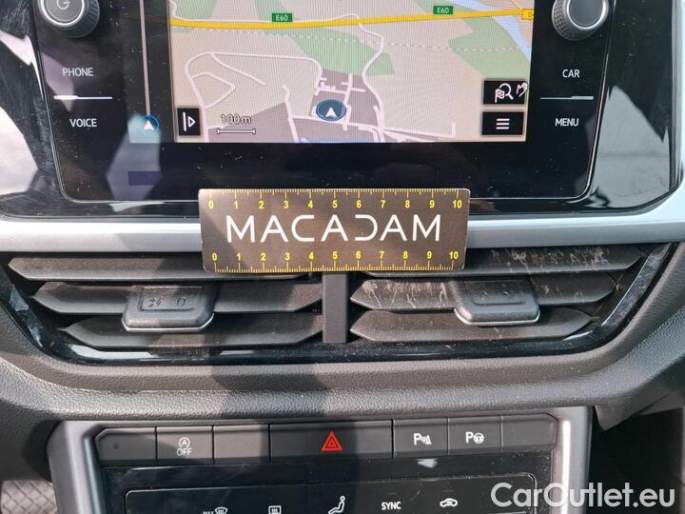 E60
E60
PHONE
CAR
VOICE
MENU
100m
0 1 2 3 4 5 6 7 8 9 10
MACADAM
0 1 2 3 4 5 6 7 8 9 10
OFF
P
P
MAX
SYNC
CarOutlet.eu